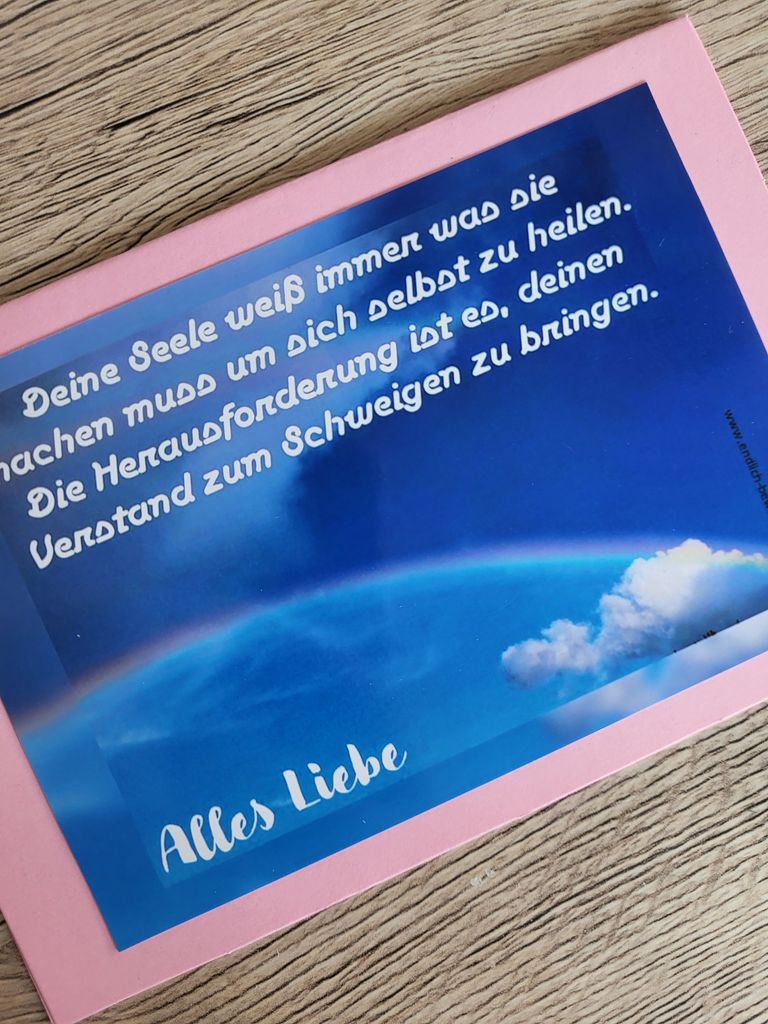 Deine Seele weiß immer was sie
machen muss um sich selbst zu heilen.
Die Herausforderung ist es, deinen
Verstand zum Schweigen zu bringen.
Alles Liebe